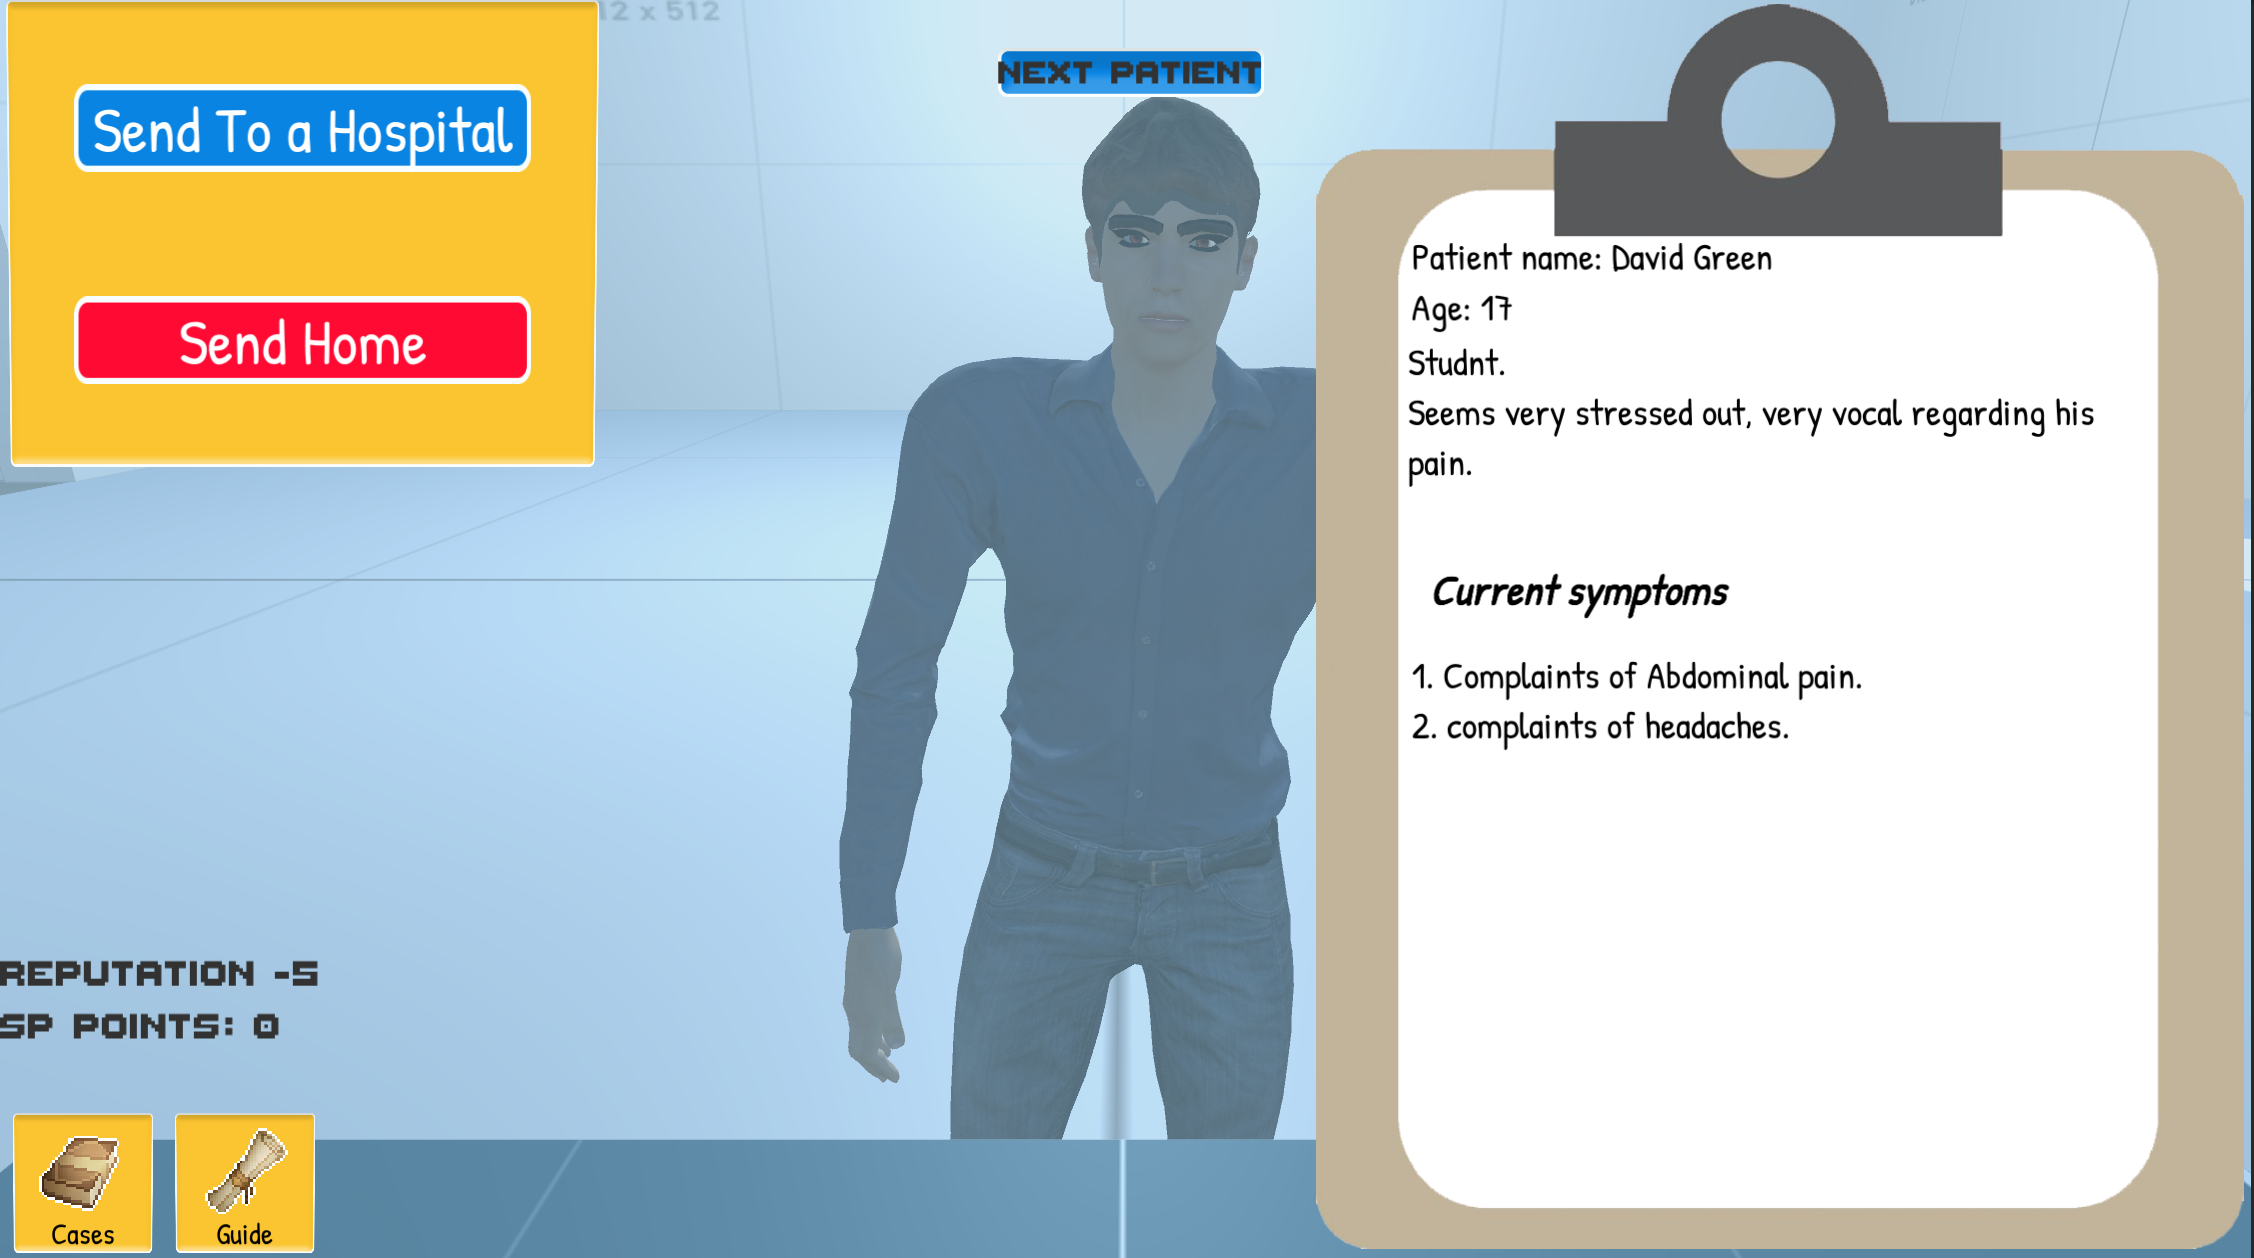 12 x 512
NEXT PATIENT
Send To a Hospital
Send Home
Patient name: David Green
Age: 17
Studnt.
Seems very stressed out, very vocal regarding his
pain.
Current symptoms
1. Complaints of Abdominal pain.
2. complaints of headaches.
REPUTATION -5
SP POINTS: 0
Cases
Guide